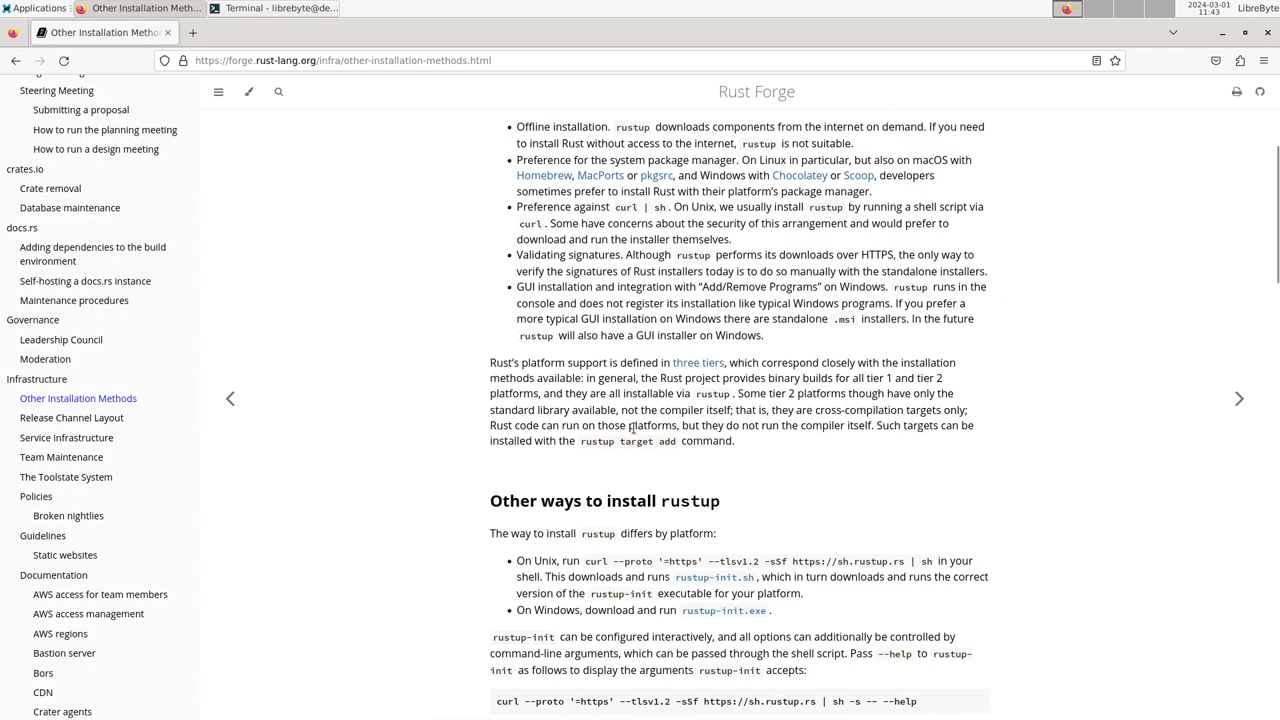 Applications
Other Installation Meth...
Terminal - librebyte@de...
2024-03-01
11:43
LibreByte
Other Installation Metho
https://forge.rust-lang.org/infra/other-installation-methods.html
Steering Meeting
Submitting a proposal
How to run the planning meeting
How to run a design meeting
crates.io
Crate removal
Database maintenance
docs.rs
Adding dependencies to the build
environment
Self-hosting a docs.rs instance
Maintenance procedures
Governance
Leadership Council
Moderation
Infrastructure
Other Installation Methods
Release Channel Layout
Service Infrastructure
Team Maintenance
The Toolstate System
Policies
Broken nightlies
Guidelines
Static websites
Documentation
AWS access for team members
AWS access management
AWS regions
Bastion server
Bors
CDN
Crater agents
Rust Forge
• Offline installation. rustup downloads components from the internet on demand. If you need
to install Rust without access to the internet, rustup is not suitable.
• Preference for the system package manager. On Linux in particular, but also on macOS with
Homebrew, MacPorts or pkgsrc, and Windows with Chocolatey or Scoop, developers
sometimes prefer to install Rust with their platform's package manager.
• Preference against curl | sh. On Unix, we usually install rustup by running a shell script via
curl. Some have concerns about the security of this arrangement and would prefer to
download and run the installer themselves.
• Validating signatures. Although rustup performs its downloads over HTTPS, the only way to
verify the signatures of Rust installers today is to do so manually with the standalone installers.
• GUI installation and integration with “Add/Remove Programs” on Windows. rustup runs in the
console and does not register its installation like typical Windows programs. If you prefer a
more typical GUI installation on Windows there are standalone .msi installers. In the future
rustup will also have a GUI installer on Windows.
Rust's platform support is defined in three tiers, which correspond closely with the installation
methods available: in general, the Rust project provides binary builds for all tier 1 and tier 2
platforms, and they are all installable via rustup. Some tier 2 platforms though have only the
standard library available, not the compiler itself; that is, they are cross-compilation targets only;
Rust code can run on those platforms, but they do not run the compiler itself. Such targets can be
installed with the rustup target add command.
Other ways to install rustup
The way to install rustup differs by platform:
• On Unix, run curl --proto '=https' --tlsv1.2 -sSf https://sh.rustup.rs | sh in your
shell. This downloads and runs rustup-init.sh, which in turn downloads and runs the correct
version of the rustup-init executable for your platform.
• On Windows, download and run rustup-init.exe.
rustup-init can be configured interactively, and all options can additionally be controlled by
command-line arguments, which can be passed through the shell script. Pass --help to rustup-
init as follows to display the arguments rustup-init accepts:
curl --proto '=https' --tlsv1.2 -sSf https://sh.rustup.rs | sh -s -- --help